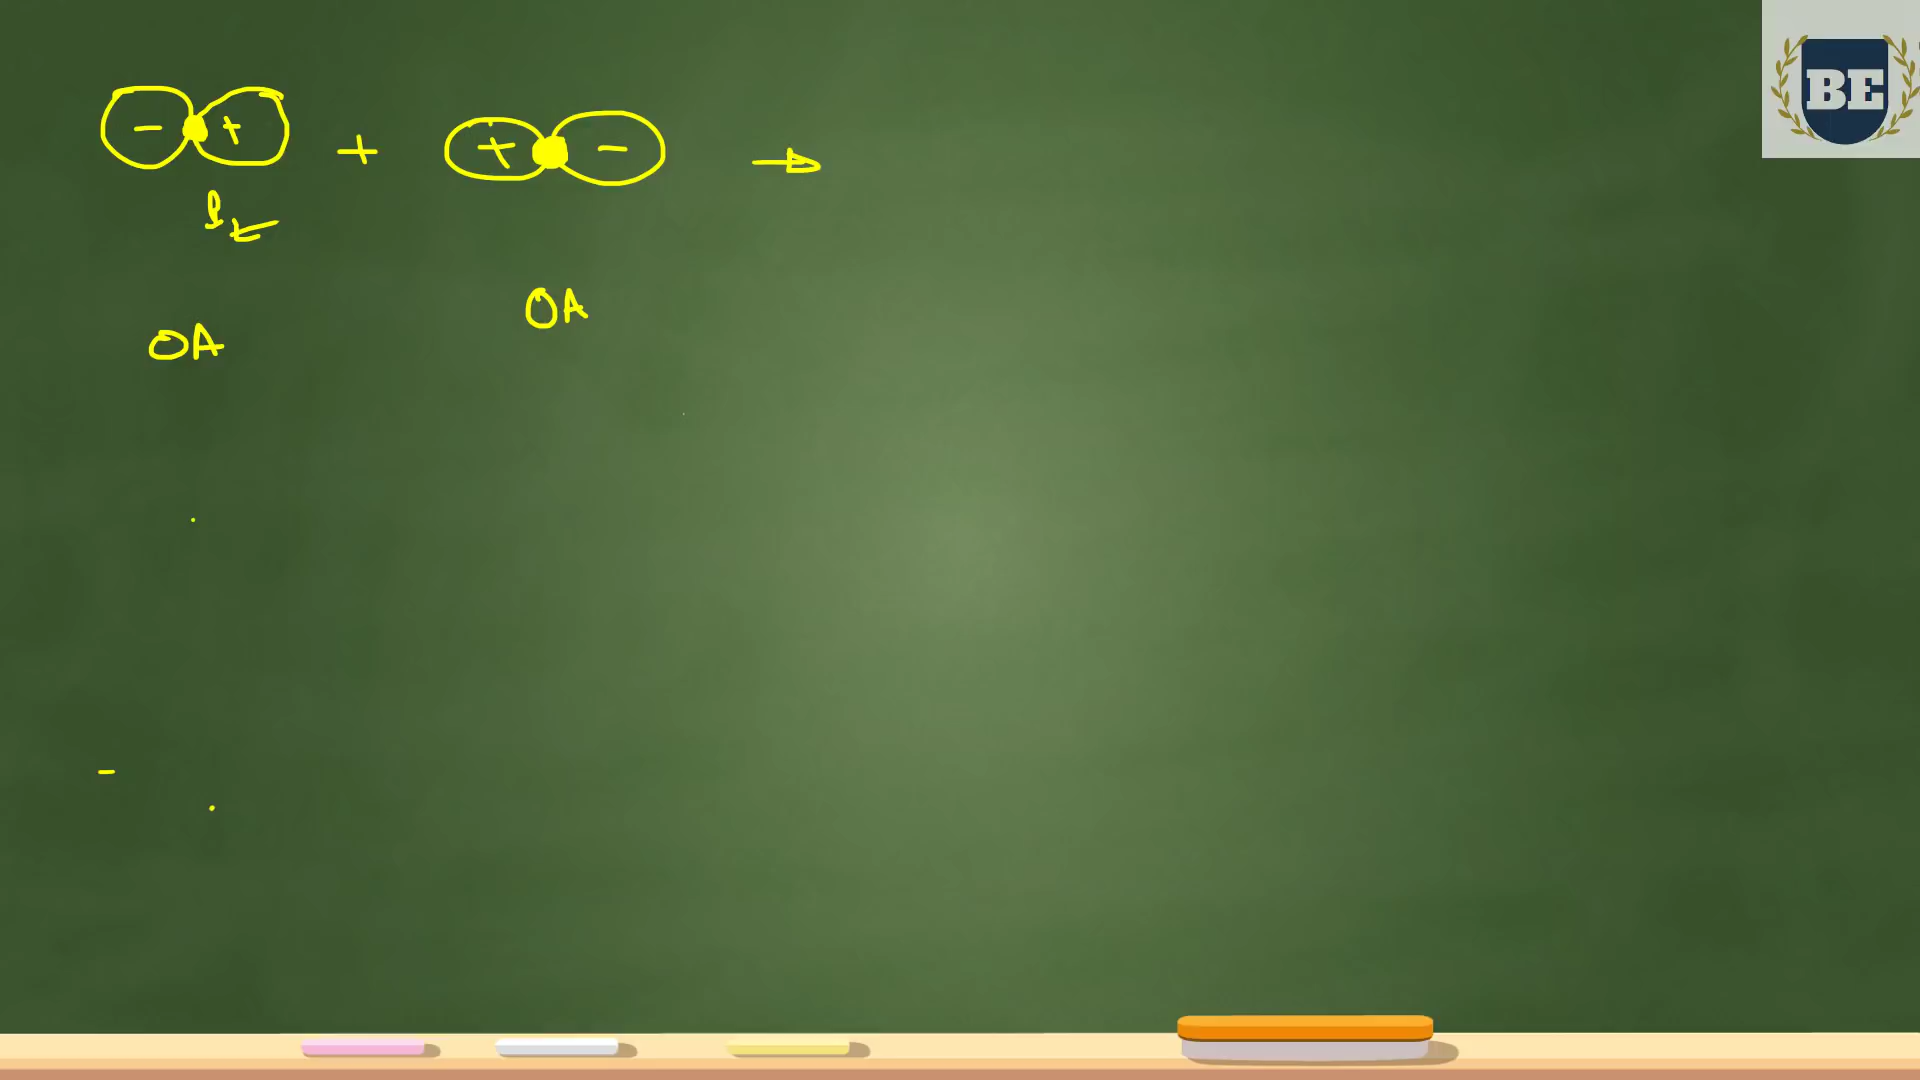 BE
- + + + - →
OA
OA
-